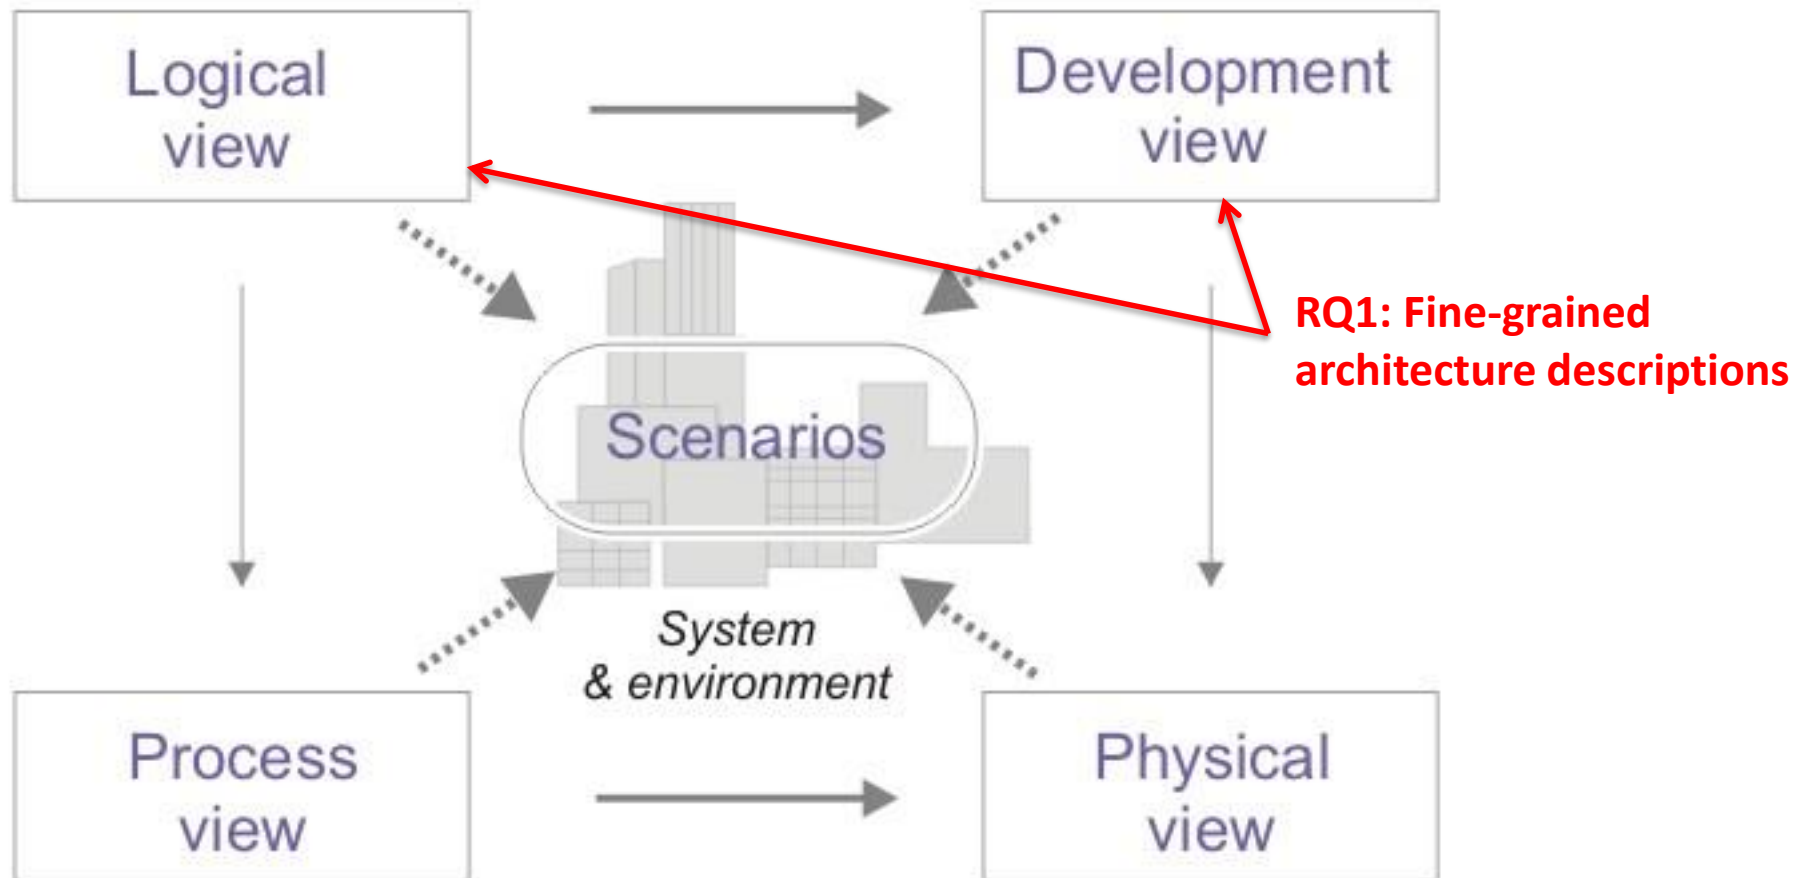 Logical
view
Development
view
RQ1: Fine-grained
architecture descriptions
Scenarios
System
& environment
Process
view
Physical
view